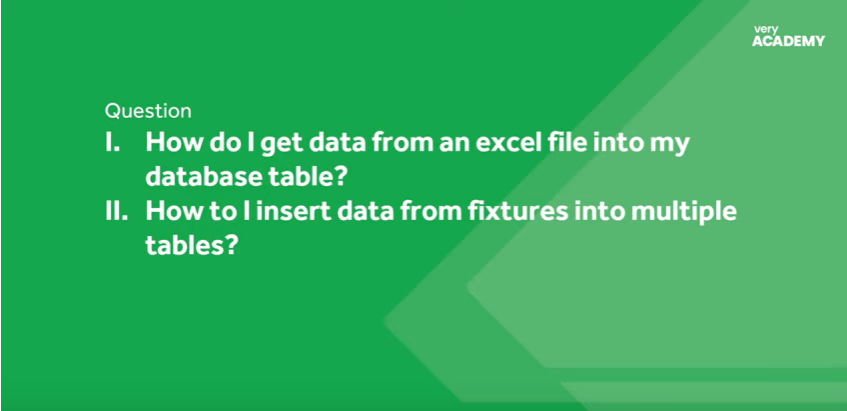 very
ACADEMY
Question
I. How do I get data from an excel file into my
database table?
II. How to I insert data from fixtures into multiple
tables?